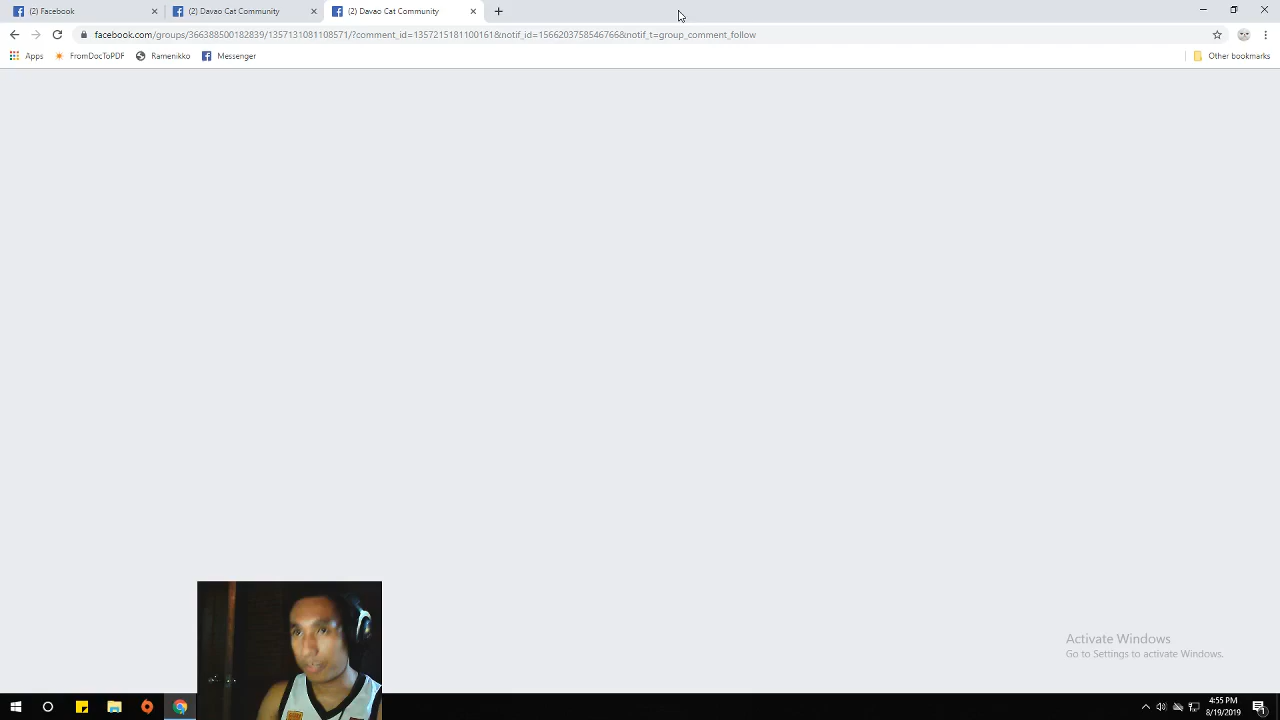 (2) Facebook
(2) Davao Cat Community
(2) Davao Cat Community
facebook.com/groups/366388500182839/1357131081108571/?comment_id=1357215181100161&notif_id=1566203758546766&notif_t=group_comment_follow
Apps
FromDocToPDF
Ramenikko
Messenger
Other bookmarks
Activate Windows
Go to Settings to activate Windows.
4:55 PM
8/19/2019